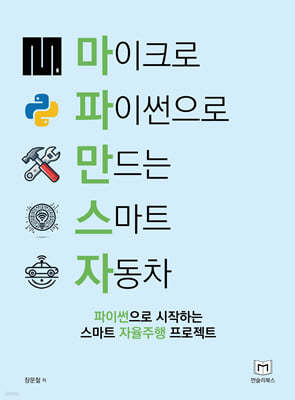 마이크로
파이썬으로
만드는
스마트
자동차
파이썬으로 시작하는
스마트 자율주행 프로젝트
장문철 저
앤써북스